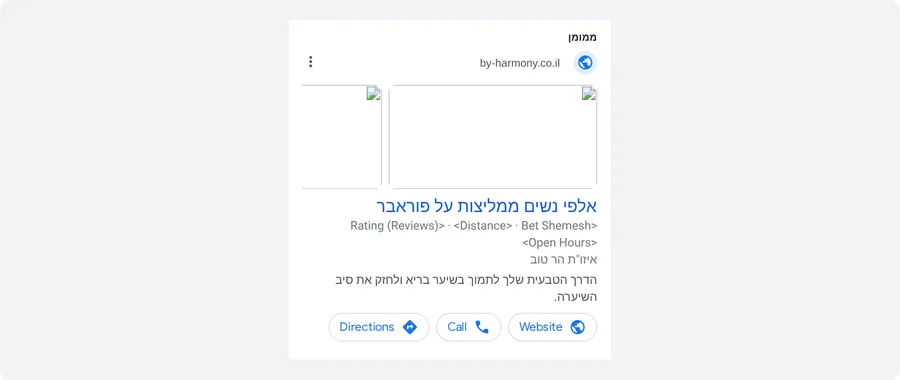 ממומן
by-harmony.co.il
אלפי נשים ממליצות על פוראבר
Rating (Reviews)> · <Distance> · Bet Shemesh>
<Open Hours>
איזו"ת הר טוב
הדרך הטבעית שלך לתמוך בשיער בריא ולחזק את סיב
השיערה.
Directions Call Website